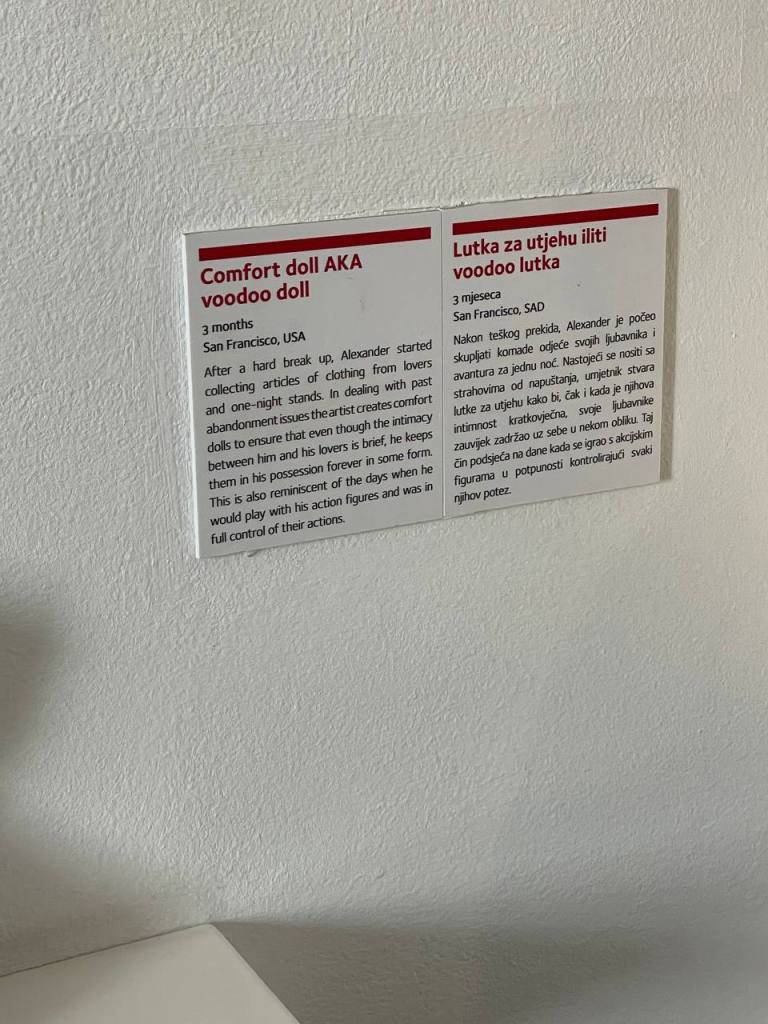 Comfort doll AKA
voodoo doll
3 months
San Francisco, USA
After a hard break up, Alexander started
collecting articles of clothing from lovers
and one-night stands. In dealing with past
abandonment issues the artist creates comfort
dolls to ensure that even though the intimacy
between him and his lovers is brief, he keeps
them in his possession forever in some form.
This is also reminiscent of the days when he
would play with his action figures and was in
full control of their actions.
Lutka za utjehu iliti
voodoo lutka
3 mjeseca
San Francisco, SAD
Nakon teškog prekida, Alexander je počeo
skupljati komade odjeće svojih ljubavnika i
avantura za jednu noć. Nastojeći se nositi sa
strahovima od napuštanja, umjetnik stvara
lutke za utjehu kako bi, čak i kada je njihova
intimnost kratkovječna, svoje ljubavnike
zauvijek zadržao uz sebe u nekom obliku. Taj
čin podsjeća na dane kada se igrao s akcijskim
figurama u potpunosti kontrolirajući svaki
njihov potez.